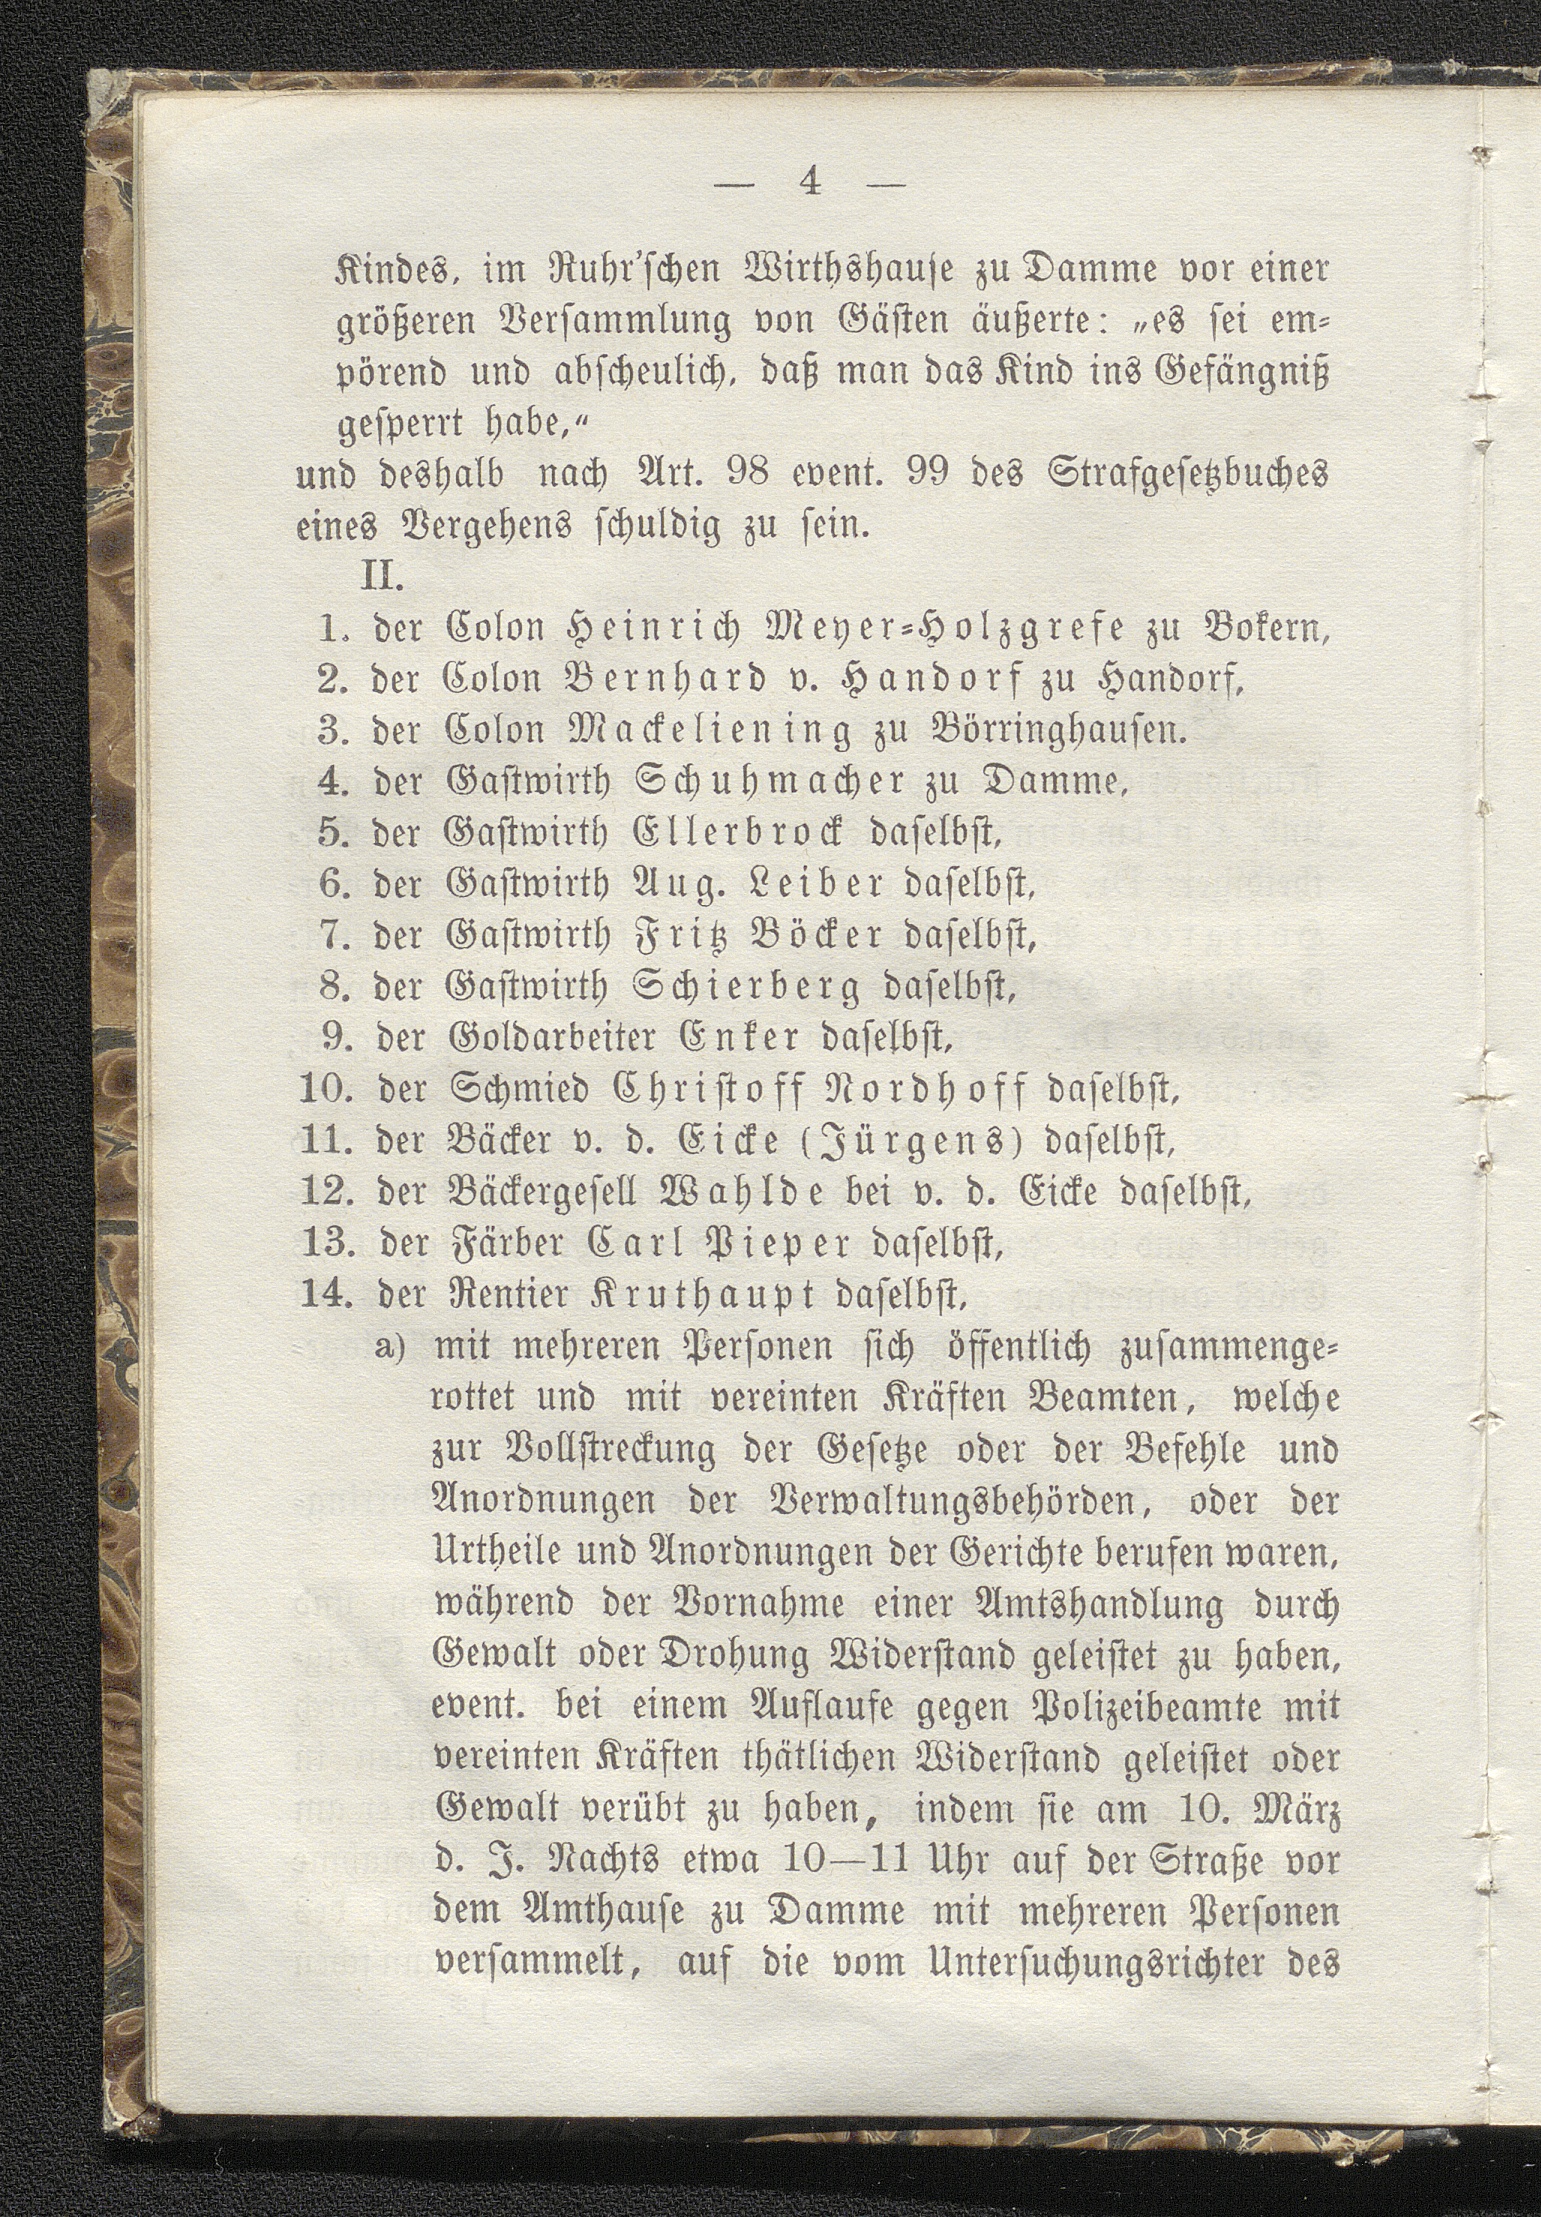 — 4 —
Kindes, im Ruhr'schen Wirthshause zu Damme vor einer
größeren Versammlung von Gästen äußerte: „es sei em-
pörend und abscheulich, daß man das Kind ins Gefängniß
gesperrt habe,"
und deshalb nach Art. 98 event. 99 des Strafgesetzbuches
eines Vergehens schuldig zu sein.
II.
1. der Colon Heinrich Meyer-Holzgrefe zu Bokern,
2. der Colon Bernhard v. Handorf zu Handorf,
3. der Colon Mackeliening zu Börringhausen.
4. der Gastwirth Schuhmacher zu Damme,
5. der Gastwirth Ellerbrock daselbst,
6. der Gastwirth Aug. Leiber daselbst,
7. der Gastwirth Fritz Böcker daselbst,
8. der Gastwirth Schierberg daselbst,
9. der Goldarbeiter Enker daselbst,
10. der Schmied Christoff Nordhoff daselbst,
11. der Bäcker v. d. Eicke (Jürgens) daselbst,
12. der Bäckergesell Wahlde bei v. d. Eicke daselbst,
13. der Färber Carl Pieper daselbst,
14. der Rentier Kruthaupt daselbst,
a) mit mehreren Personen sich öffentlich zusammenge-
rottet und mit vereinten Kräften Beamten, welche
zur Vollstreckung der Gesetze oder der Befehle und
Anordnungen der Verwaltungsbehörden, oder der
Urtheile und Anordnungen der Gerichte berufen waren,
während der Vornahme einer Amtshandlung durch
Gewalt oder Drohung Widerstand geleistet zu haben,
event. bei einem Auflaufe gegen Polizeibeamte mit
vereinten Kräften thätlichen Widerstand geleistet oder
Gewalt verübt zu haben, indem sie am 10. März
d. J. Nachts etwa 10—11 Uhr auf der Straße vor
dem Amthause zu Damme mit mehreren Personen
versammelt, auf die vom Untersuchungsrichter des